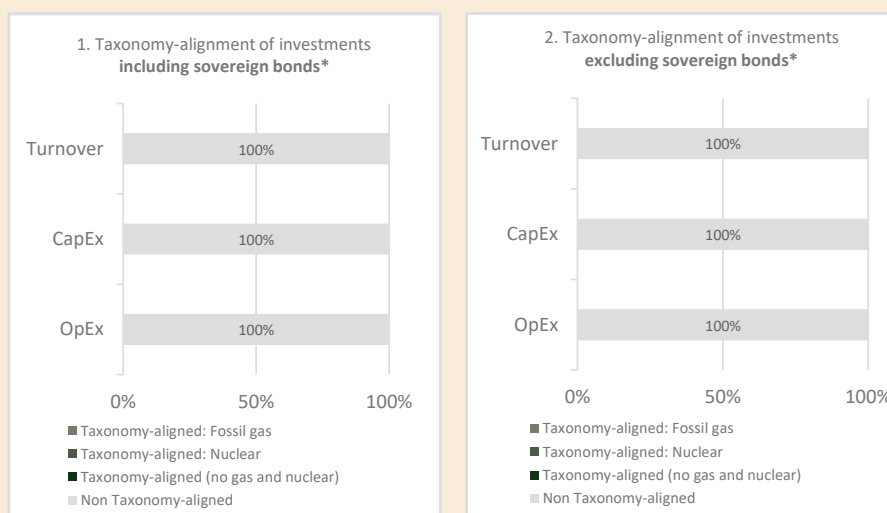 1. Taxonomy-alignment of investments
including sovereign bonds*
Turnover
100%
CapEx
100%
OpEx
100%
0%
50%
100%
Taxonomy-aligned: Fossil gas
Taxonomy-aligned: Nuclear
Taxonomy-aligned (no gas and nuclear)
Non Taxonomy-aligned
2. Taxonomy-alignment of investments
excluding sovereign bonds*
Turnover
100%
CapEx
100%
OpEx
100%
0%
50%
100%
Taxonomy-aligned: Fossil gas
Taxonomy-aligned: Nuclear
Taxonomy-aligned (no gas and nuclear)
Non Taxonomy-aligned